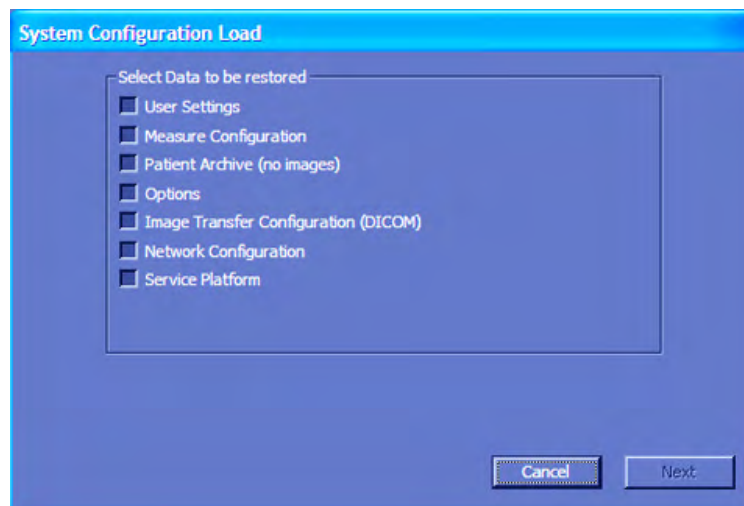 System Configuration Load
Select Data to be restored
User Settings
Measure Configuration
Patient Archive (no images)
Options
Image Transfer Configuration (DICOM)
Network Configuration
Service Platform
Cancel
Next